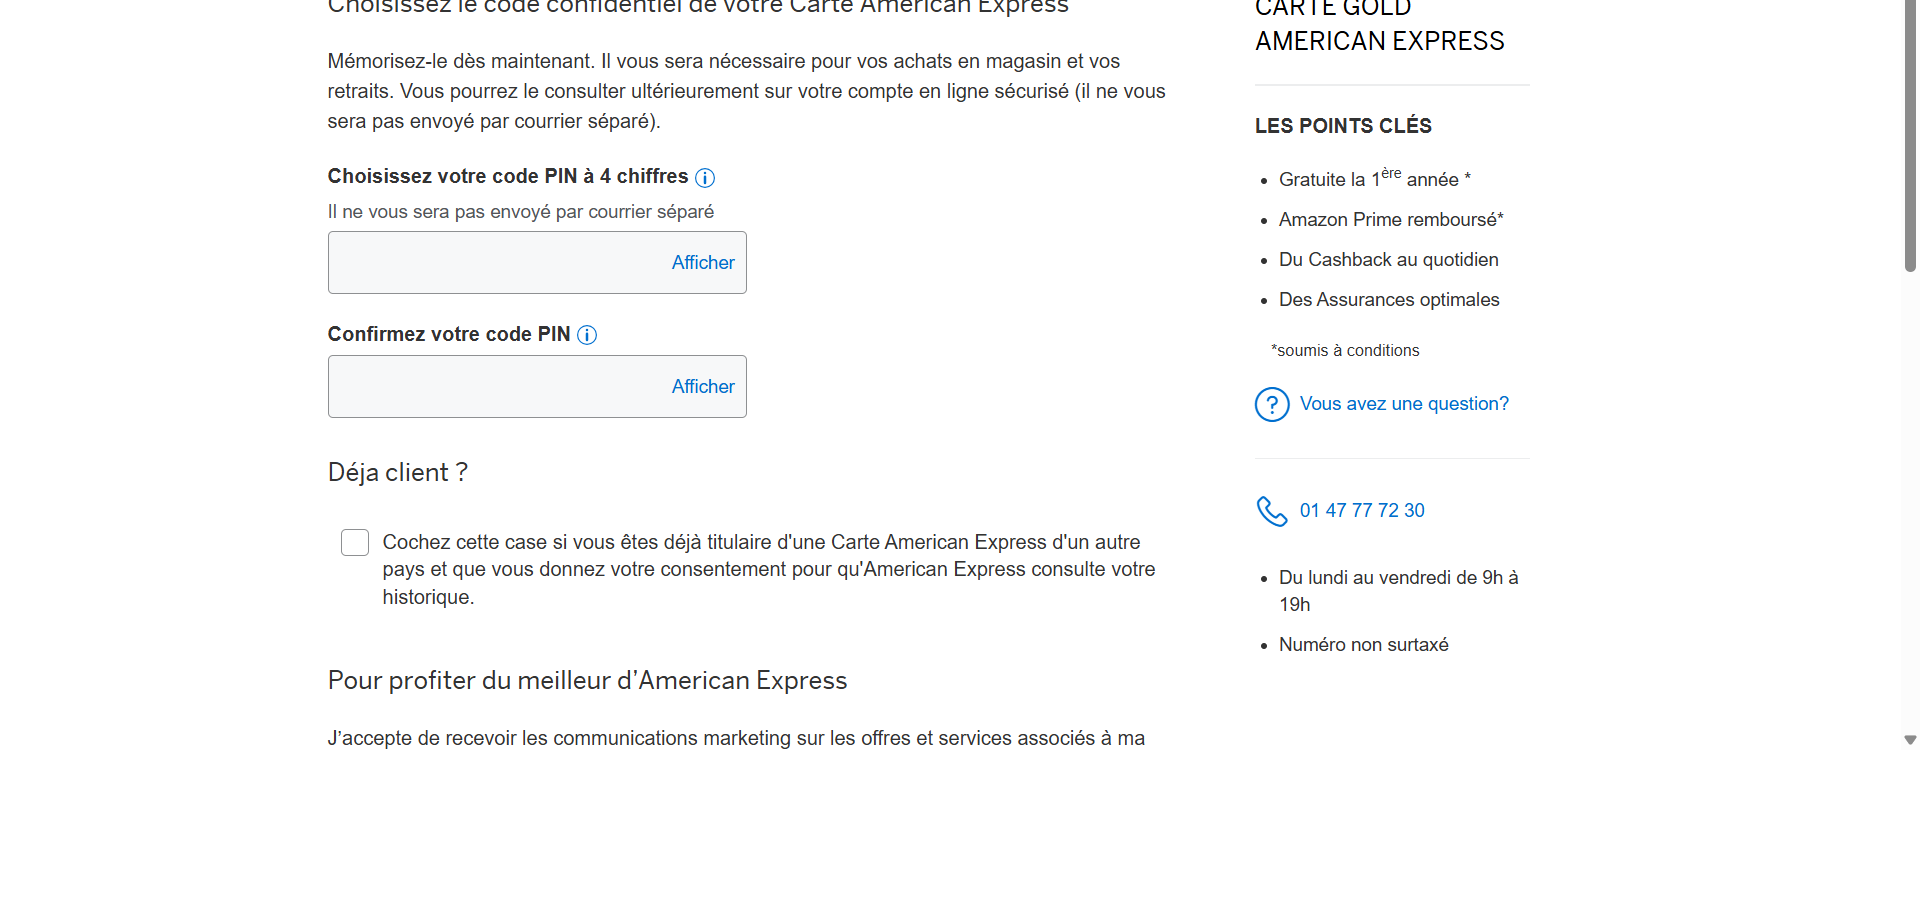 Choisissez le code confidentiel de votre Carte American Express
Mémorisez-le dès maintenant. Il vous sera nécessaire pour vos achats en magasin et vos
retraits. Vous pourrez le consulter ultérieurement sur votre compte en ligne sécurisé (il ne vous
sera pas envoyé par courrier séparé).
Choisissez votre code PIN à 4 chiffres
Il ne vous sera pas envoyé par courrier séparé
Afficher
Confirmez votre code PIN
Afficher
Déja client ?
Cochez cette case si vous êtes déjà titulaire d'une Carte American Express d'un autre
pays et que vous donnez votre consentement pour qu'American Express consulte votre
historique.
Pour profiter du meilleur d’American Express
J’accepte de recevoir les communications marketing sur les offres et services associés à ma
CARTE GOLD
AMERICAN EXPRESS
LES POINTS CLÉS
Gratuite la 1ère année *
Amazon Prime remboursé*
Du Cashback au quotidien
Des Assurances optimales
*soumis à conditions
Vous avez une question?
01 47 77 72 30
Du lundi au vendredi de 9h à
19h
Numéro non surtaxé